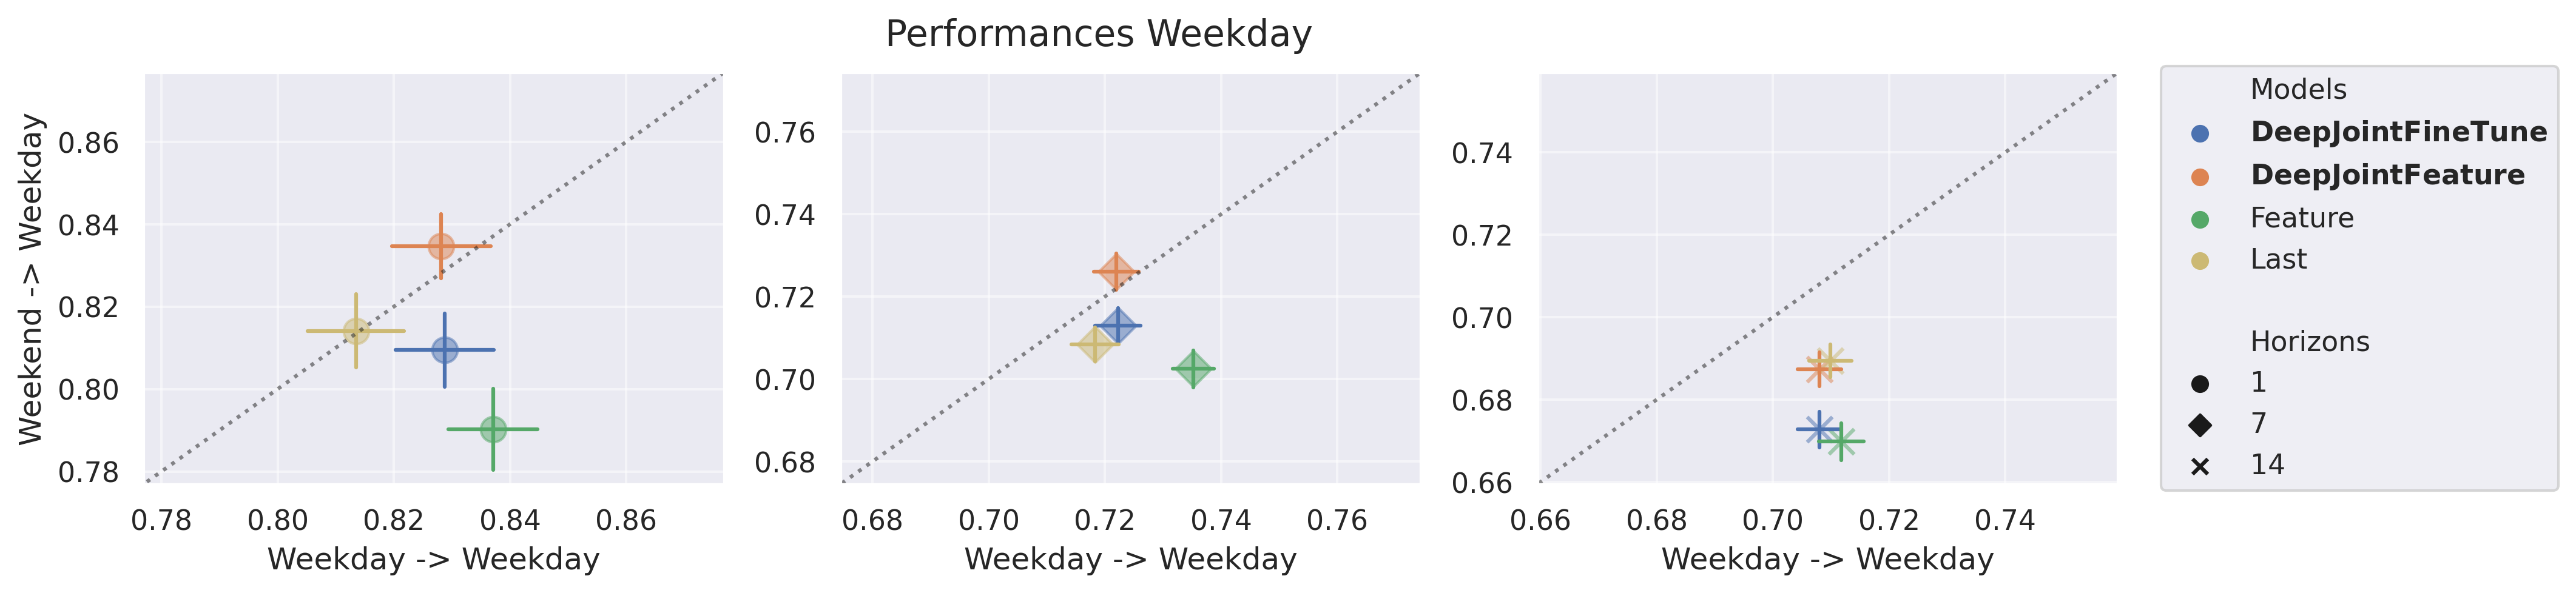 Performances Weekday
Weekend -> Weekday
0.86
0.84
0.82
0.80
0.78
0.78 0.80 0.82 0.84 0.86
Weekday -> Weekday
0.76
0.74
0.72
0.70
0.68
0.68 0.70 0.72 0.74 0.76
Weekday -> Weekday
0.74
0.72
0.70
0.68
0.66
0.66 0.68 0.70 0.72 0.74
Weekday -> Weekday
Models
DeepJointFineTune
DeepJointFeature
Feature
Last
Horizons
1
7
14